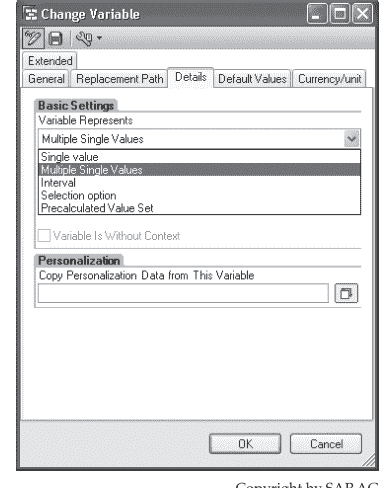 Change Variable
Extended
General Replacement Path Details Default Values Currency/unit
Basic Settings
Variable Represents
Multiple Single Values
Single value
Multiple Single Values
Interval
Selection option
Precalculated Value Set
Variable Is Without Context
Personalization
Copy Personalization Data from This Variable
OK Cancel
Copyright by SAP AG